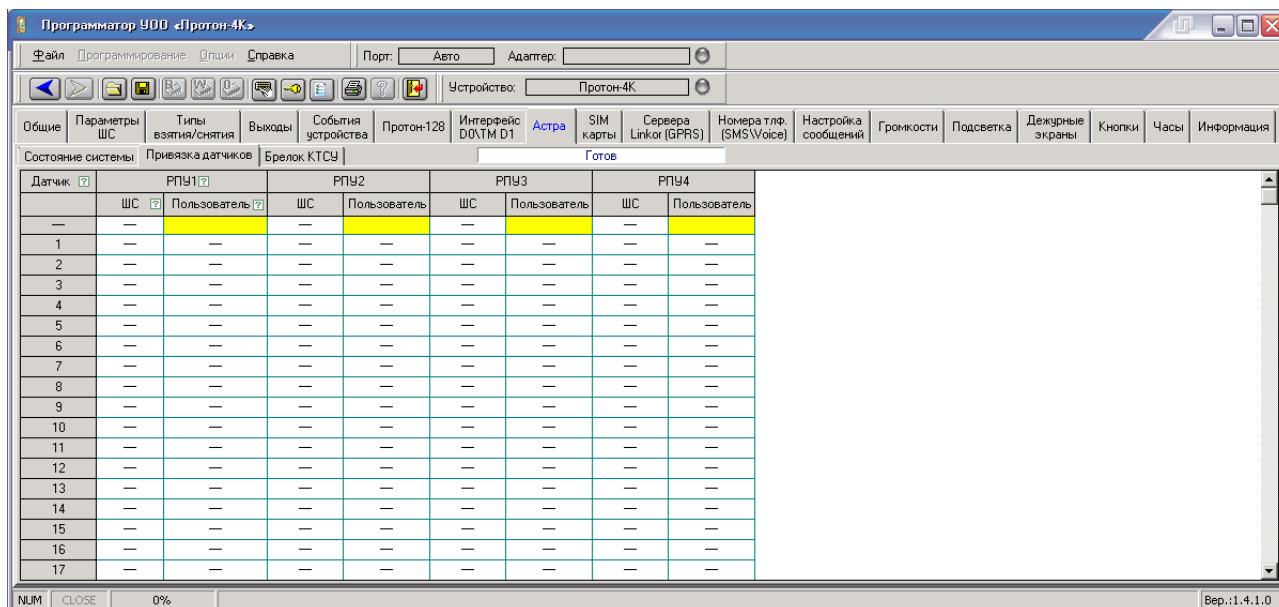 Программатор УОО «Протон-4К»
Файл Программирование Опции Справка Порт: Авто Адаптер:
Устройство: Протон-4К
Общие Параметры ШС Типы взятия/снятия Выходы События устройства Протон-128 Интерфейс D0\TM D1 Астра SIM карты Сервера Linkor (GPRS) Номера тлф. (SMS\Voice) Настройка сообщений Громкости Подсветка Дежурные экраны Кнопки Часы Информация
Состояние системы Привязка датчиков Брелок КТСУ Готов
Датчик ? РПУ1 ? РПУ2 РПУ3 РПУ4
ШС ? Пользователь ? ШС Пользователь ШС Пользователь ШС Пользователь
— — — — —
1 — — — — — — — —
2 — — — — — — — —
3 — — — — — — — —
4 — — — — — — — —
5 — — — — — — — —
6 — — — — — — — —
7 — — — — — — — —
8 — — — — — — — —
9 — — — — — — — —
10 — — — — — — — —
11 — — — — — — — —
12 — — — — — — — —
13 — — — — — — — —
14 — — — — — — — —
15 — — — — — — — —
16 — — — — — — — —
17 — — — — — — — —
NUM CLOSE 0% Вер.:1.4.1.0